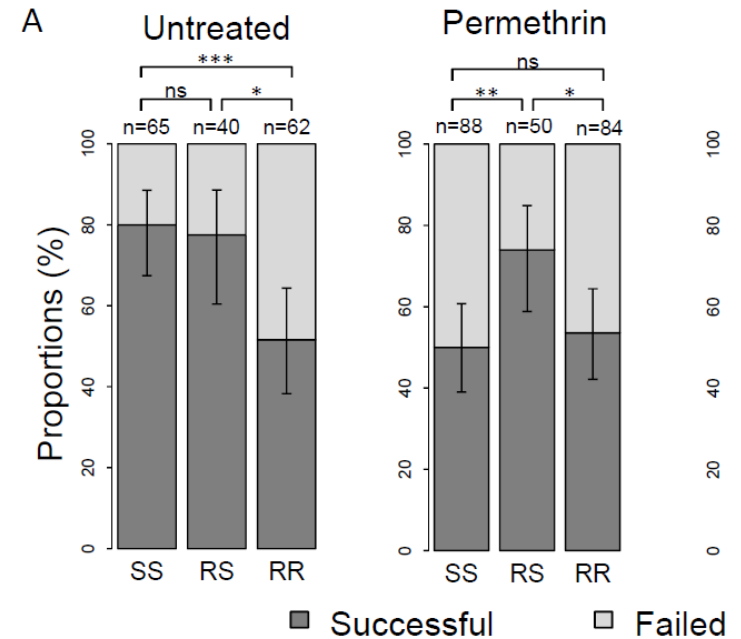 A
Untreated
Permethrin
***
ns
ns
*
**
*
n=65 n=40 n=62
n=88 n=50 n=84
Proportions (%)
100
80
60
40
20
0
100
80
60
40
20
0
100
80
60
40
20
0
SS RS RR
SS RS RR
Successful
Failed